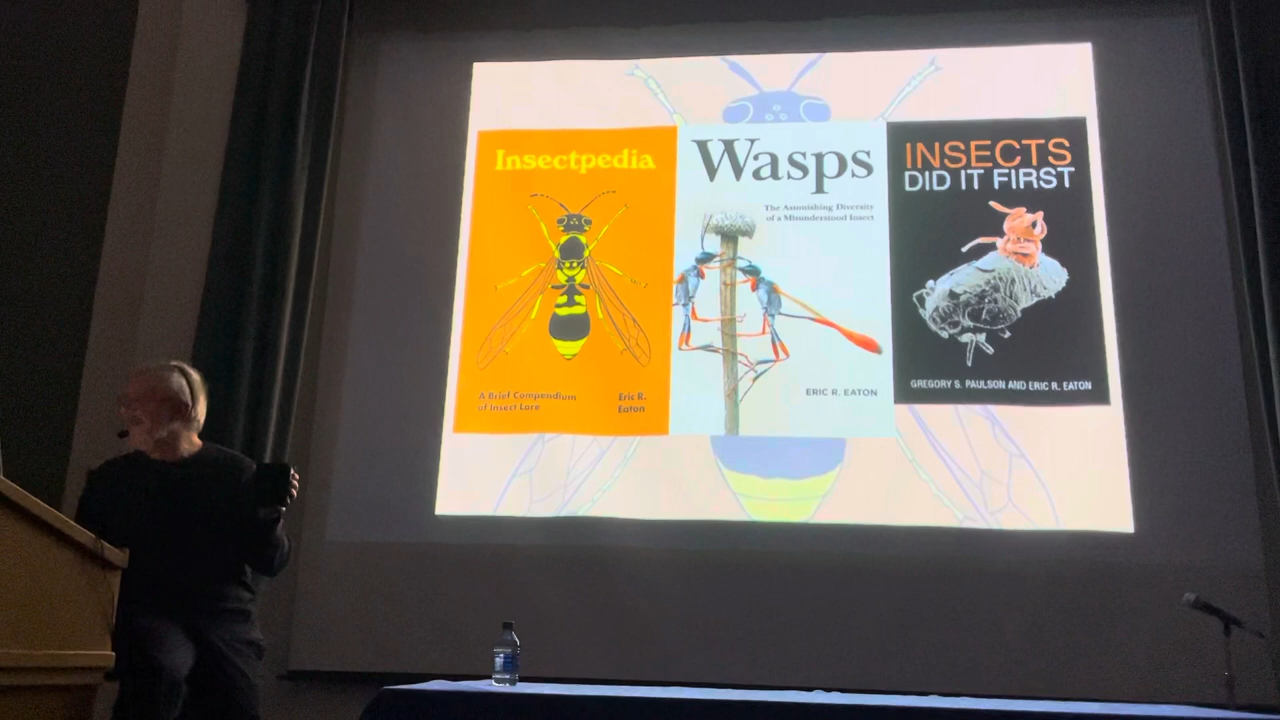 Insectpedia
A Brief Compendium
of Insect Lore
Eric R.
Eaton
Wasps
The Astonishing Diversity
of a Misunderstood Insect
ERIC R. EATON
INSECTS
DID IT FIRST
GREGORY S. PAULSON AND ERIC R. EATON